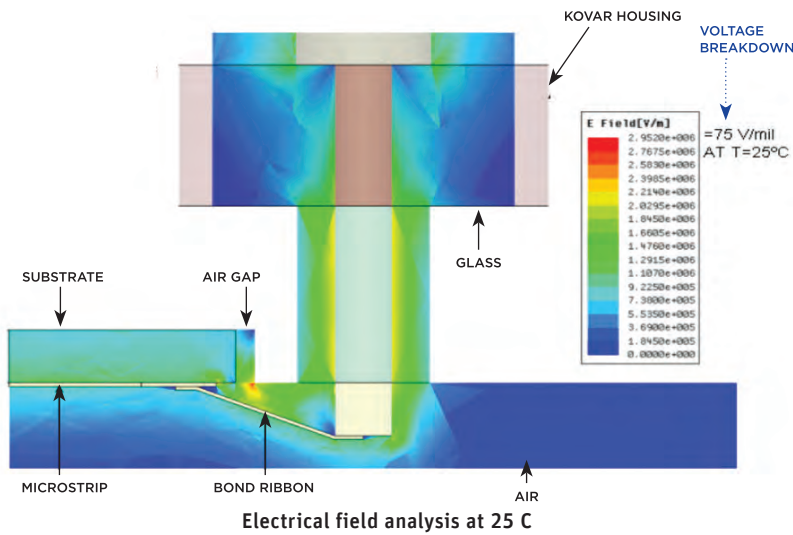 KOVAR HOUSING
VOLTAGE
BREAKDOWN
E Field[V/m]
2.9520e+006
2.7675e+006
2.5830e+006
2.3985e+006
2.2140e+006
2.0295e+006
1.8450e+006
1.6605e+006
1.4760e+006
1.2915e+006
1.1070e+006
9.2250e+005
7.3800e+005
5.5350e+005
3.6900e+005
1.8450e+005
0.0000e+000
=75 V/mil
AT T=25ºC
GLASS
SUBSTRATE
AIR GAP
MICROSTRIP
BOND RIBBON
AIR
Electrical field analysis at 25 C